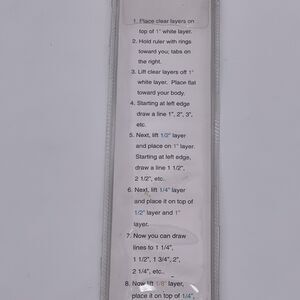 1. Place clear layers on
top of 1" white layer.
2. Hold ruler with rings
toward you; tabs on
the right.
3. Lift clear layers off 1"
white layer. Place flat
toward your body.
4. Starting at left edge
draw a line 1", 2", 3",
etc.
5. Next, lift 1/2" layer
and place on 1" layer.
Starting at left edge,
draw a line 1 1/2",
2 1/2", etc.
6. Next, lift 1/4" layer
and place it on top of
1/2" layer and 1"
layer.
7. Now you can draw
lines to 1 1/4",
1 1/2", 1 3/4", 2",
2 1/4", etc.
8. Now lift 1/8" layer,
place it on top of 1/4",